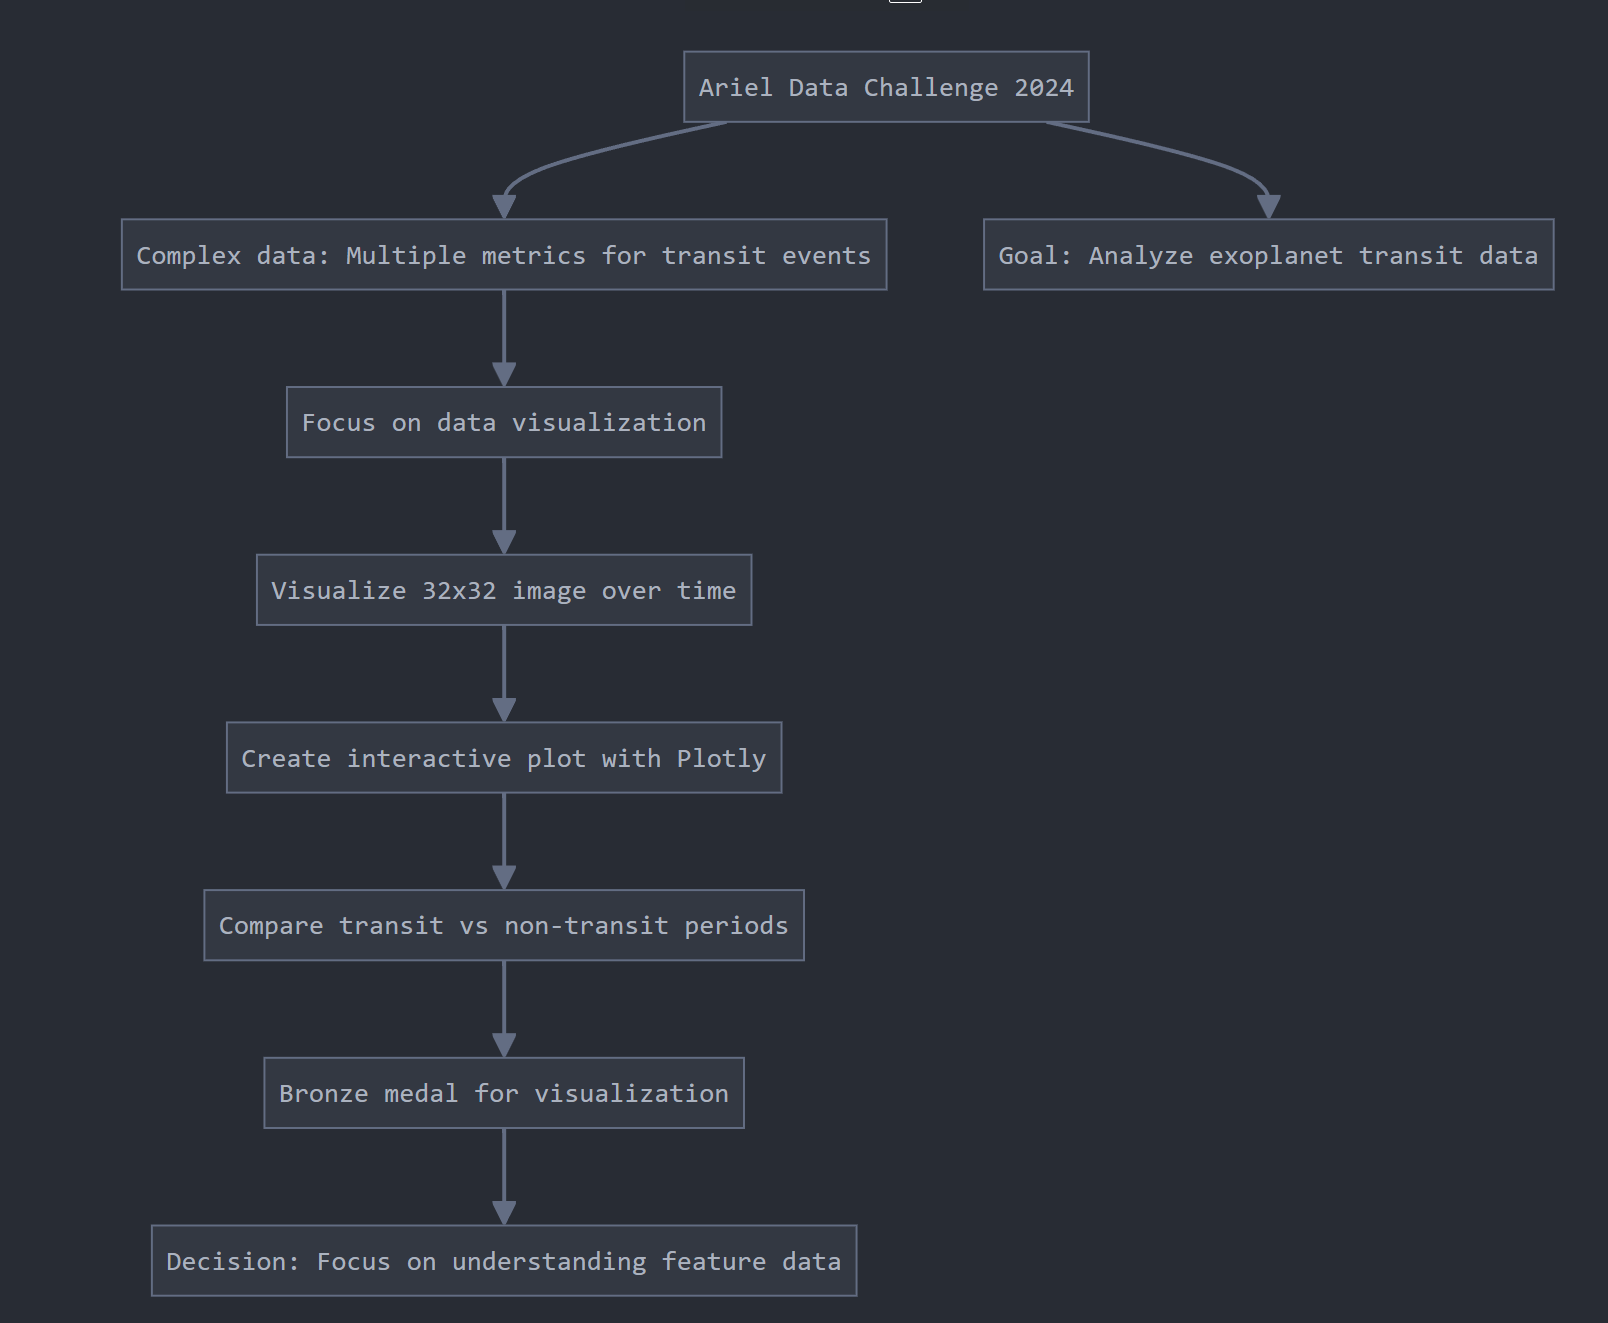 Ariel Data Challenge 2024
Complex data: Multiple metrics for transit events
Goal: Analyze exoplanet transit data
Focus on data visualization
Visualize 32x32 image over time
Create interactive plot with Plotly
Compare transit vs non-transit periods
Bronze medal for visualization
Decision: Focus on understanding feature data